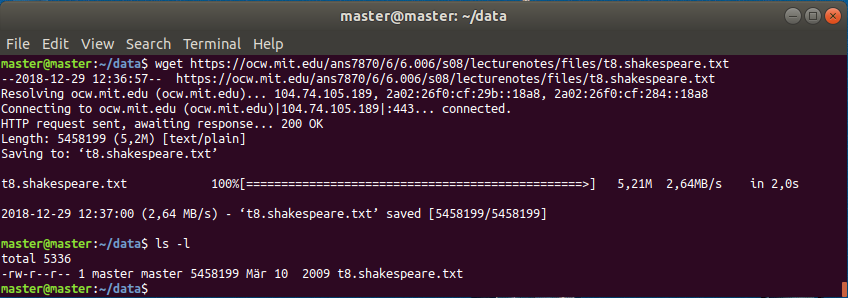 master@master: ~/data
File Edit View Search Terminal Help
master@master:~/data$ wget https://ocw.mit.edu/ans7870/6/6.006/s08/lecturenotes/files/t8.shakespeare.txt
--2018-12-29 12:36:57--  https://ocw.mit.edu/ans7870/6/6.006/s08/lecturenotes/files/t8.shakespeare.txt
Resolving ocw.mit.edu (ocw.mit.edu)... 104.74.105.189, 2a02:26f0:cf:29b::18a8, 2a02:26f0:cf:284::18a8
Connecting to ocw.mit.edu (ocw.mit.edu)|104.74.105.189|:443... connected.
HTTP request sent, awaiting response... 200 OK
Length: 5458199 (5,2M) [text/plain]
Saving to: ‘t8.shakespeare.txt’
t8.shakespeare.txt            100%[================================================>]   5,21M  2,64MB/s    in 2,0s
2018-12-29 12:37:00 (2,64 MB/s) - ‘t8.shakespeare.txt’ saved [5458199/5458199]
master@master:~/data$ ls -l
total 5336
-rw-r--r-- 1 master master 5458199 Mär 10  2009 t8.shakespeare.txt
master@master:~/data$